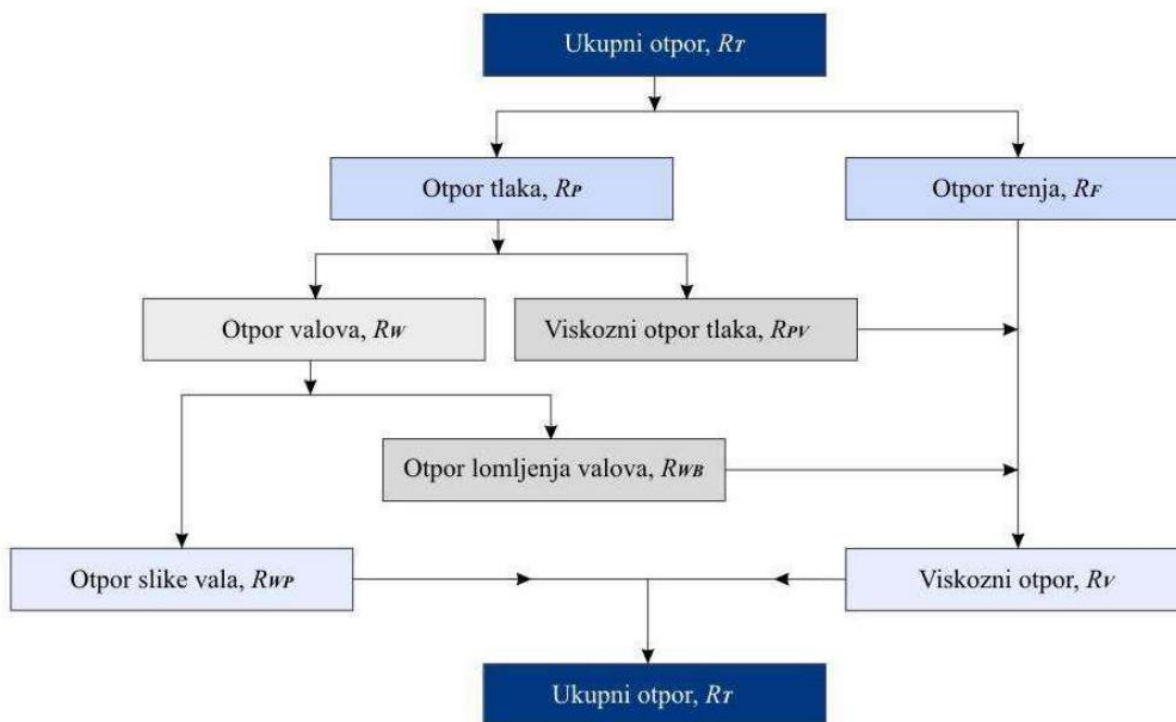 Ukupni otpor, RT
Otpor tlaka, RP
Otpor trenja, RF
Otpor valova, RW
Viskozni otpor tlaka, RPV
Otpor lomljenja valova, RWB
Otpor slike vala, RWP
Viskozni otpor, RV
Ukupni otpor, RT